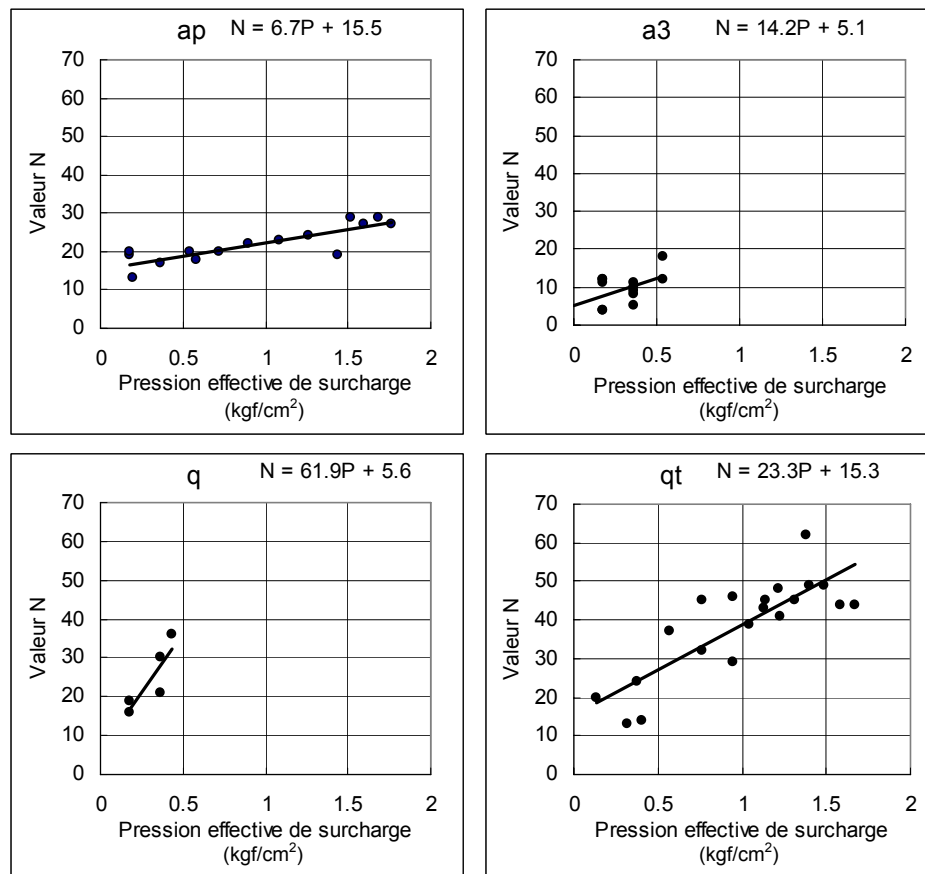 ap N = 6.7P + 15.5
70
60
50
40
30
20
10
0
Valeur N
0 0.5 1 1.5 2
Pression effective de surcharge
(kgf/cm²)
a3 N = 14.2P + 5.1
70
60
50
40
30
20
10
0
Valeur N
0 0.5 1 1.5 2
Pression effective de surcharge
(kgf/cm²)
q N = 61.9P + 5.6
70
60
50
40
30
20
10
0
Valeur N
0 0.5 1 1.5 2
Pression effective de surcharge
(kgf/cm²)
qt N = 23.3P + 15.3
70
60
50
40
30
20
10
0
Valeur N
0 0.5 1 1.5 2
Pression effective de surcharge
(kgf/cm²)